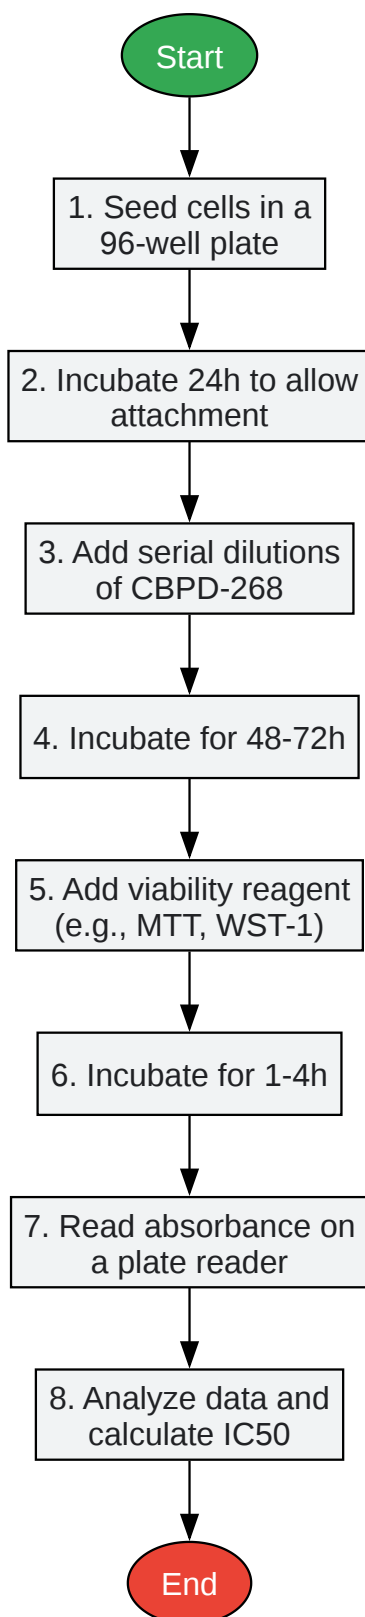 Start
1. Seed cells in a
96-well plate
2. Incubate 24h to allow
attachment
3. Add serial dilutions
of CBPD-268
4. Incubate for 48-72h
5. Add viability reagent
(e.g., MTT, WST-1)
6. Incubate for 1-4h
7. Read absorbance on
a plate reader
8. Analyze data and
calculate IC50
End